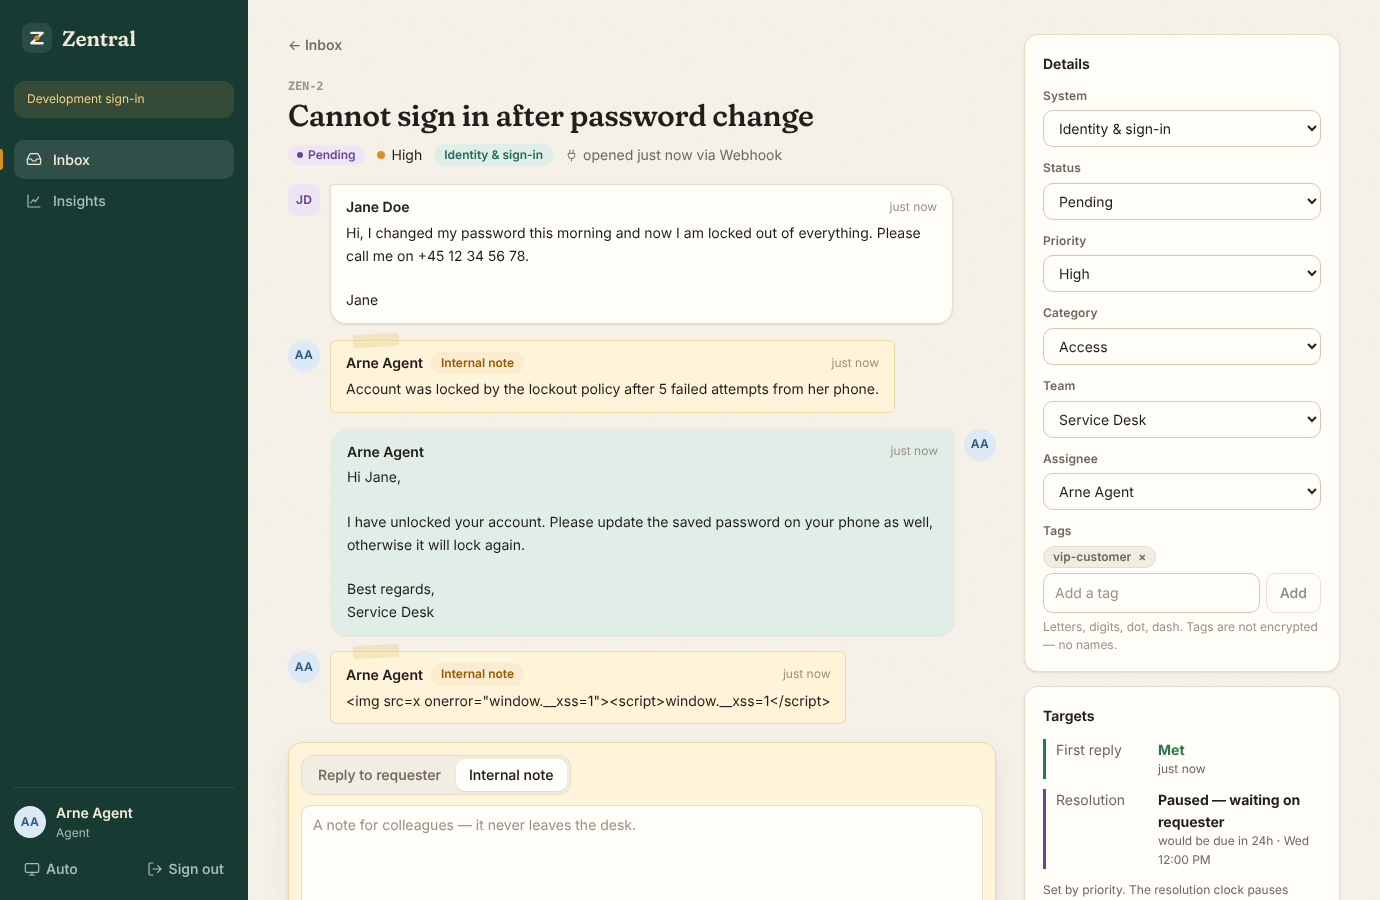 Zentral
Development sign-in
Inbox
Insights
AA
Arne Agent
Agent
Auto
Sign out
← Inbox
ZEN-2
Cannot sign in after password change
Pending
High
Identity & sign-in
opened just now via Webhook
JD
Jane Doe
just now
Hi, I changed my password this morning and now I am locked out of everything. Please
call me on +45 12 34 56 78.
Jane
AA
Arne Agent
Internal note
just now
Account was locked by the lockout policy after 5 failed attempts from her phone.
Arne Agent
just now
AA
Hi Jane,
I have unlocked your account. Please update the saved password on your phone as well,
otherwise it will lock again.
Best regards,
Service Desk
AA
Arne Agent
Internal note
just now
<img src=x onerror="window.__xss=1"><script>window.__xss=1</script>
Reply to requester
Internal note
A note for colleagues — it never leaves the desk.
Details
System
Identity & sign-in
Status
Pending
Priority
High
Category
Access
Team
Service Desk
Assignee
Arne Agent
Tags
vip-customer ×
Add a tag
Add
Letters, digits, dot, dash. Tags are not encrypted
— no names.
Targets
First reply
Met
just now
Resolution
Paused — waiting on
requester
would be due in 24h · Wed
12:00 PM
Set by priority. The resolution clock pauses